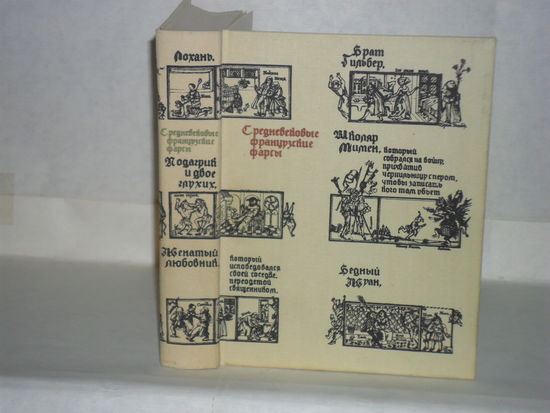 Лохань.
Средневековые
французские
фарсы
Подагрик
и двое
глухих.
Женатый
любовник.
Средневековые
французские
фарсы
который
исповедовался
своей соседке,
переодетой
священником.
Брат
Гильбер.
Школяр
Мимен,
который
собрался на войну,
прихватив
чернильницу с пером,
чтобы записать
кого там убьет
Бедный
Жуан,